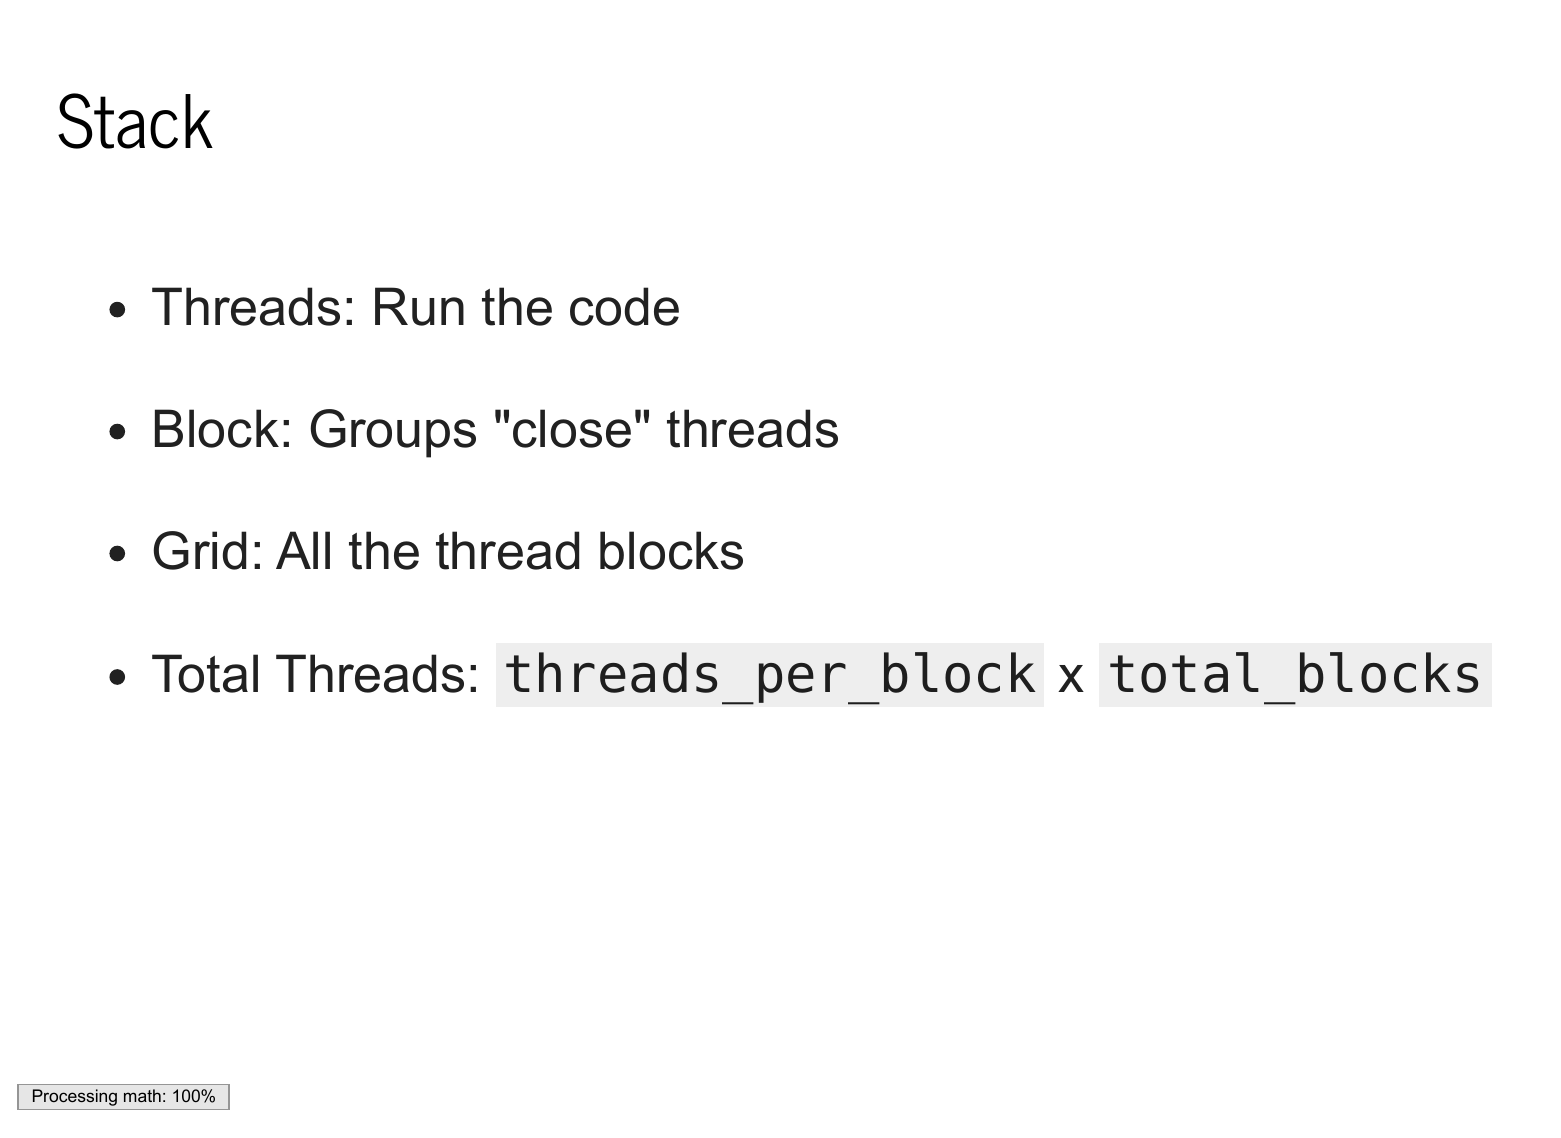 Stack
• Threads: Run the code
• Block: Groups "close" threads
• Grid: All the thread blocks
• Total Threads: threads_per_block x total_blocks
Processing math: 100%